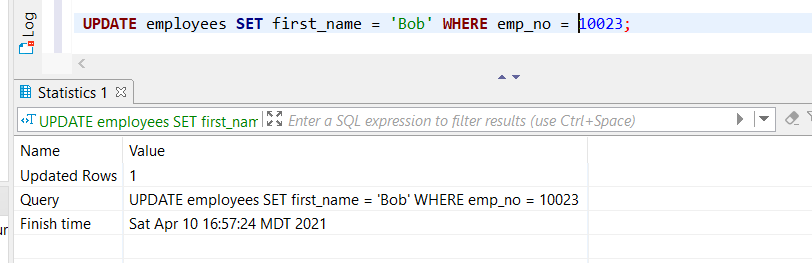 Log
UPDATE employees SET first_name = 'Bob' WHERE emp_no = 10023;
Statistics 1
UPDATE employees SET first_nam
Enter a SQL expression to filter results (use Ctrl+Space)
Name Value
Updated Rows 1
Query UPDATE employees SET first_name = 'Bob' WHERE emp_no = 10023
Finish time Sat Apr 10 16:57:24 MDT 2021